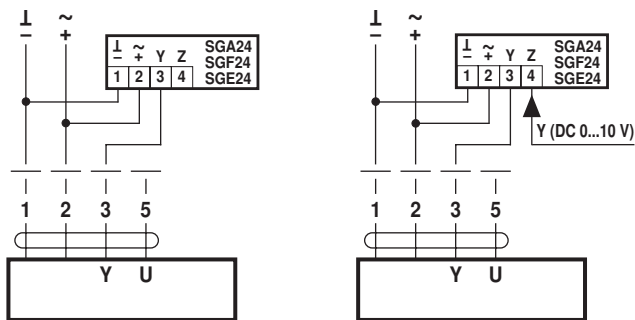 ⊥ ~
– +
⊥ ~ Y Z SGA24
– + SGF24
1 2 3 4 SGE24
1 2 3 5
Y U
⊥ ~
– +
⊥ ~ Y Z SGA24
– + SGF24
1 2 3 4 SGE24
Y (DC 0...10 V)
1 2 3 5
Y U